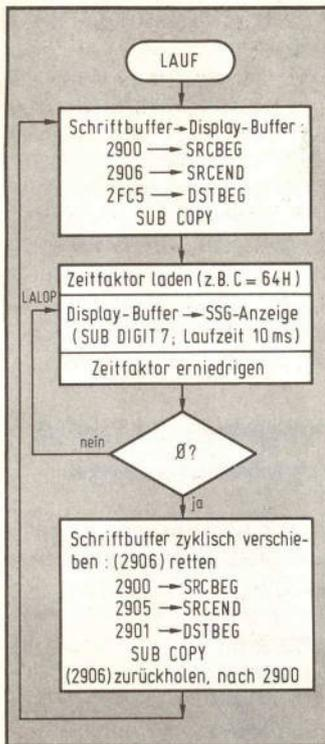 LAUF
Schriftbuffer → Display-Buffer :
2900 → SRCBEG
2906 → SRCEND
2FC5 → DSTBEG
SUB COPY
Zeitfaktor laden (z.B. C = 64H)
LALOP
Display-Buffer → SSG-Anzeige
(SUB DIGIT 7; Laufzeit 10 ms)
Zeitfaktor erniedrigen
nein
Ø?
ja
Schriftbuffer zyklisch verschie-
ben : (2906) retten
2900 → SRCBEG
2905 → SRCEND
2901 → DSTBEG
SUB COPY
(2906) zurückholen, nach 2900